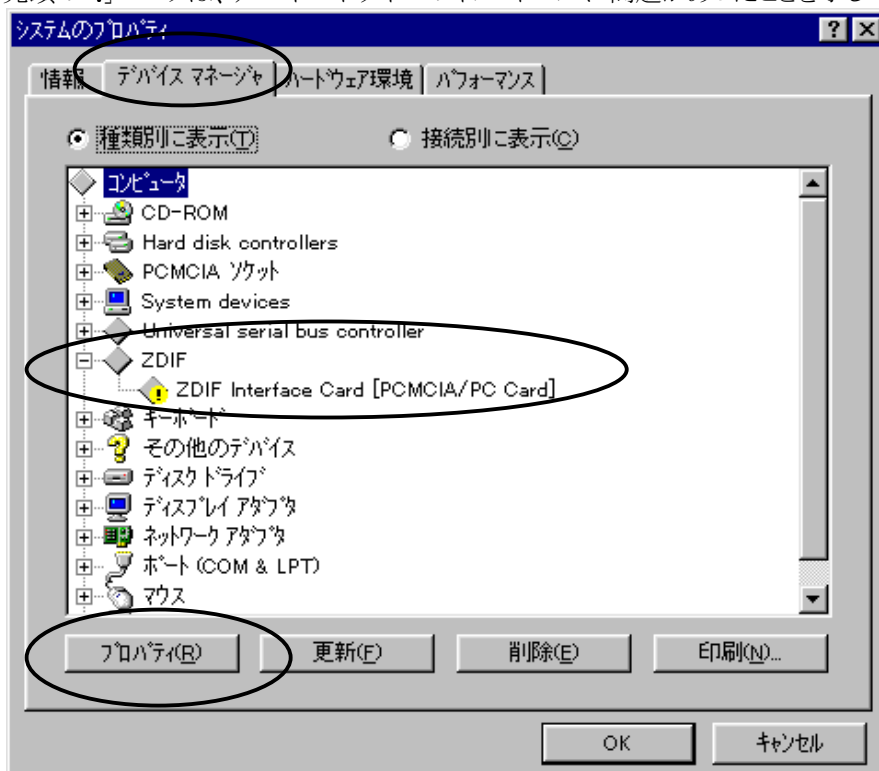 システムのプロパティ
情報 デバイス マネージャ ハードウェア環境 パフォーマンス
種類別に表示(T) 接続別に表示(C)
コンピュータ
CD-ROM
Hard disk controllers
PCMCIA ソケット
System devices
Universal serial bus controller
ZDIF
ZDIF Interface Card [PCMCIA/PC Card]
キーボード
その他のデバイス
ディスク ドライブ
ディスプレイ アダプタ
ネットワーク アダプタ
ポート (COM & LPT)
マウス
プロパティ(R) 更新(F) 削除(E) 印刷(N)...
OK キャンセル